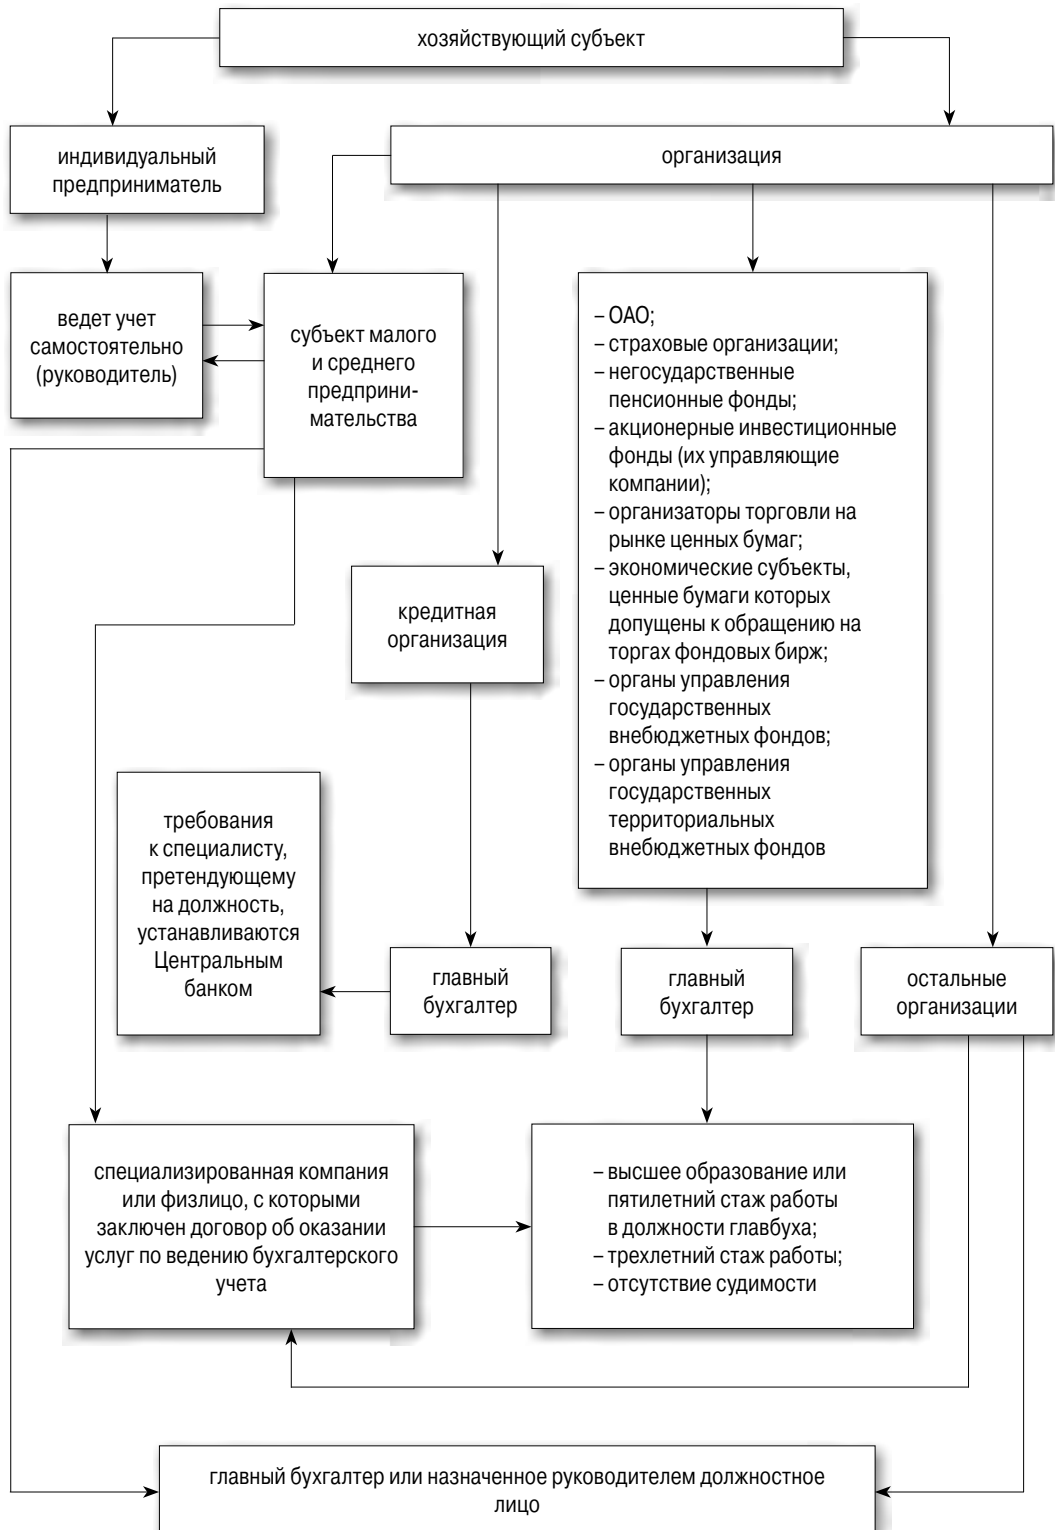 хозяйствующий субъект
индивидуальный
предприниматель
организация
ведет учет
самостоятельно
(руководитель)
субъект малого
и среднего
предприни-
мательства
– ОАО;
– страховые организации;
– негосударственные
пенсионные фонды;
– акционерные инвестиционные
фонды (их управляющие
компании);
– организаторы торговли на
рынке ценных бумаг;
– экономические субъекты,
ценные бумаги которых
допущены к обращению на
торгах фондовых бирж;
– органы управления
государственных
внебюджетных фондов;
– органы управления
государственных
территориальных
внебюджетных фондов
кредитная
организация
требования
к специалисту,
претендующему
на должность,
устанавливаются
Центральным
банком
главный
бухгалтер
главный
бухгалтер
остальные
организации
специализированная компания
или физлицо, с которыми
заключен договор об оказании
услуг по ведению бухгалтерского
учета
– высшее образование или
пятилетний стаж работы
в должности главбуха;
– трехлетний стаж работы;
– отсутствие судимости
главный бухгалтер или назначенное руководителем должностное
лицо